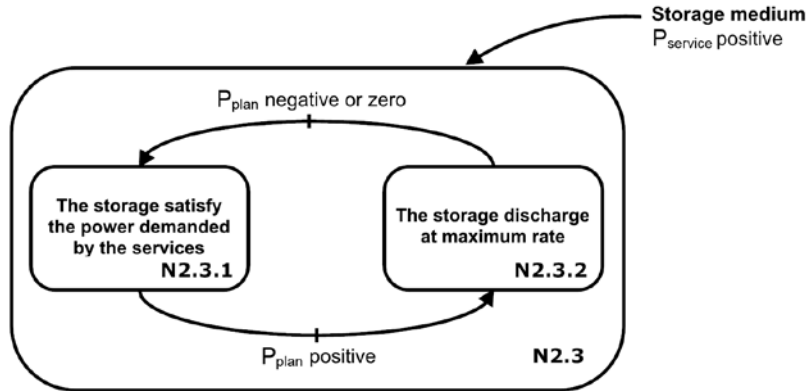 Storage medium
Pservice positive
Pplan negative or zero
The storage satisfy
the power demanded
by the services
N2.3.1
The storage discharge
at maximum rate
N2.3.2
Pplan positive
N2.3